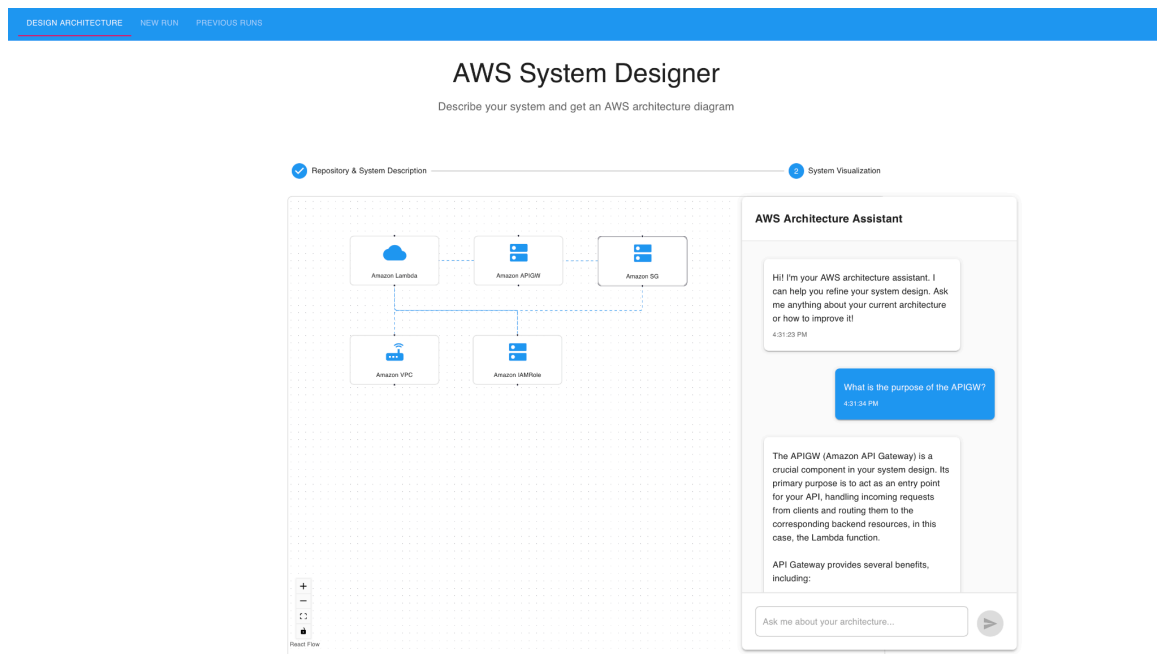 DESIGN ARCHITECTURE NEW RUN PREVIOUS RUNS
AWS System Designer
Describe your system and get an AWS architecture diagram
Repository & System Description
2 System Visualization
Amazon Lambda
Amazon APIGW
Amazon SG
Amazon VPC
Amazon IAMRole
React Flow
AWS Architecture Assistant
Hi! I'm your AWS architecture assistant. I
can help you refine your system design. Ask
me anything about your current architecture
or how to improve it!
4:31:23 PM
What is the purpose of the APIGW?
4:31:34 PM
The APIGW (Amazon API Gateway) is a
crucial component in your system design. Its
primary purpose is to act as an entry point
for your API, handling incoming requests
from clients and routing them to the
corresponding backend resources, in this
case, the Lambda function.
API Gateway provides several benefits,
including:
Ask me about your architecture...